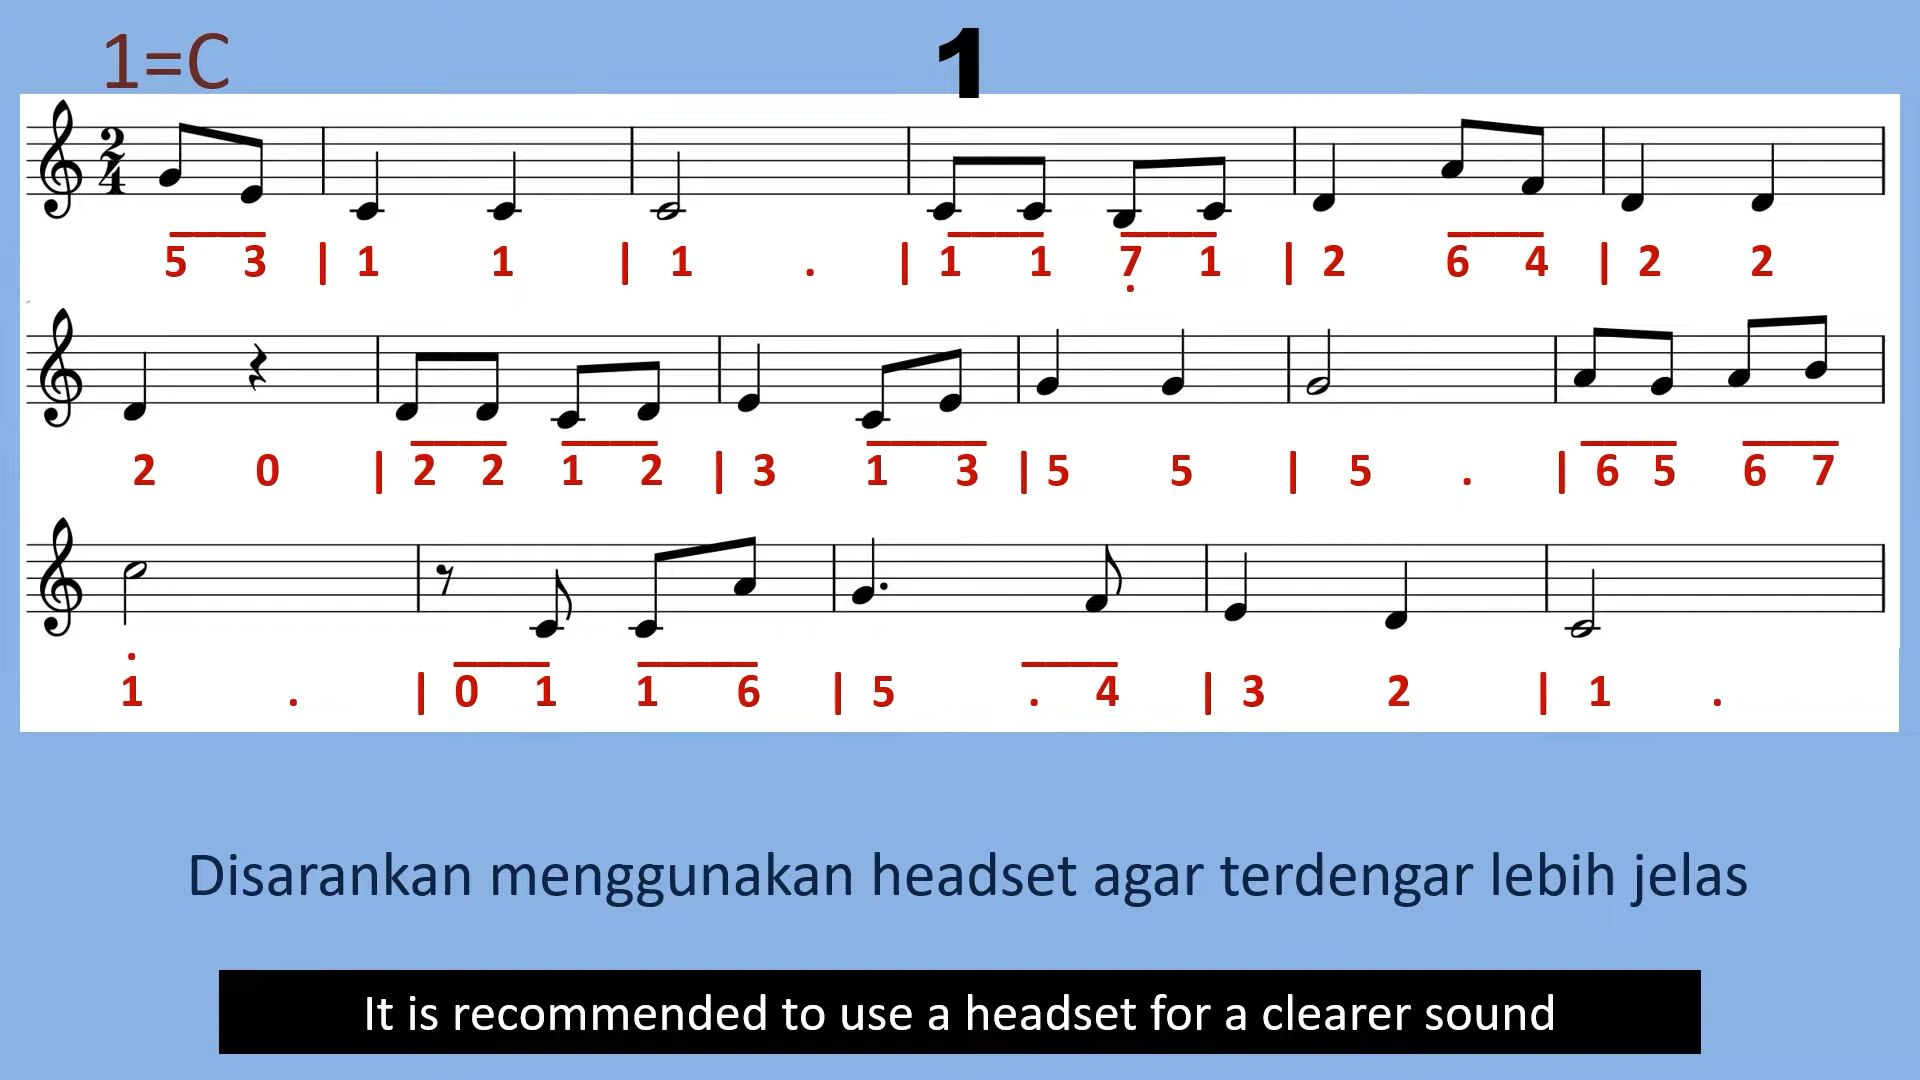 1=C
1
2
4
5 3 | 1 1 | 1 . | 1 1 7 1 | 2 6 4 | 2 2
2 0 | 2 2 1 2 | 3 1 3 | 5 5 | 5 . | 6 5 6 7
1 . | 0 1 1 6 | 5 . 4 | 3 2 | 1 .
Disarankan menggunakan headset agar terdengar lebih jelas
It is recommended to use a headset for a clearer sound